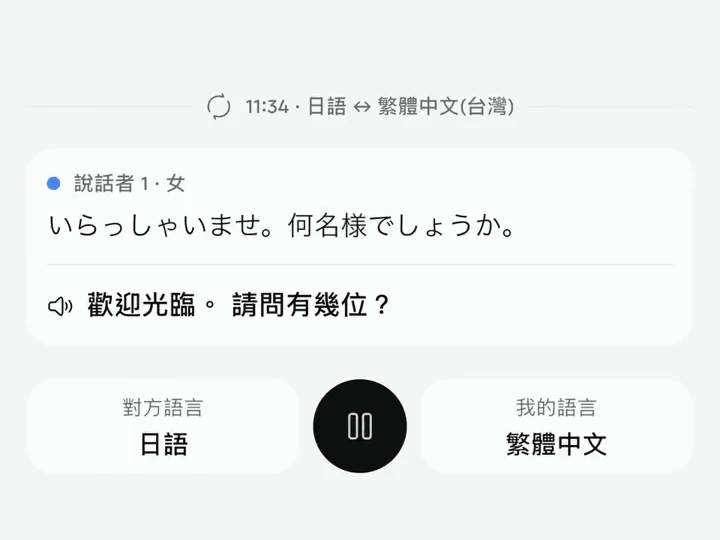 11:34 · 日語 ↔ 繁體中文(台灣)
說話者 1 · 女
いらっしゃいませ。何名様でしょうか。
歡迎光臨。 請問有幾位？
對方語言
日語
我的語言
繁體中文